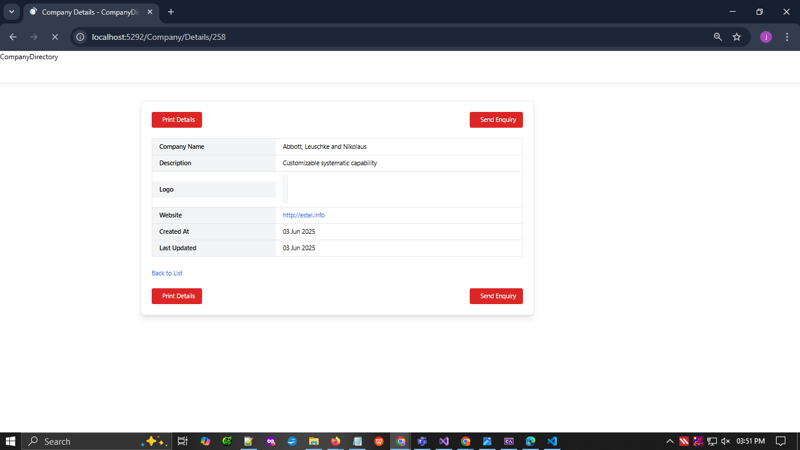 Company Details - CompanyDi
localhost:5292/Company/Details/258
j
CompanyDirectory
Print Details
Send Enquiry
Company Name
Abbott, Leuschke and Nikolaus
Description
Customizable systematic capability
Logo
Website
http://estel.info
Created At
03 Jun 2025
Last Updated
03 Jun 2025
Back to List
Print Details
Send Enquiry
Search
03:51 PM